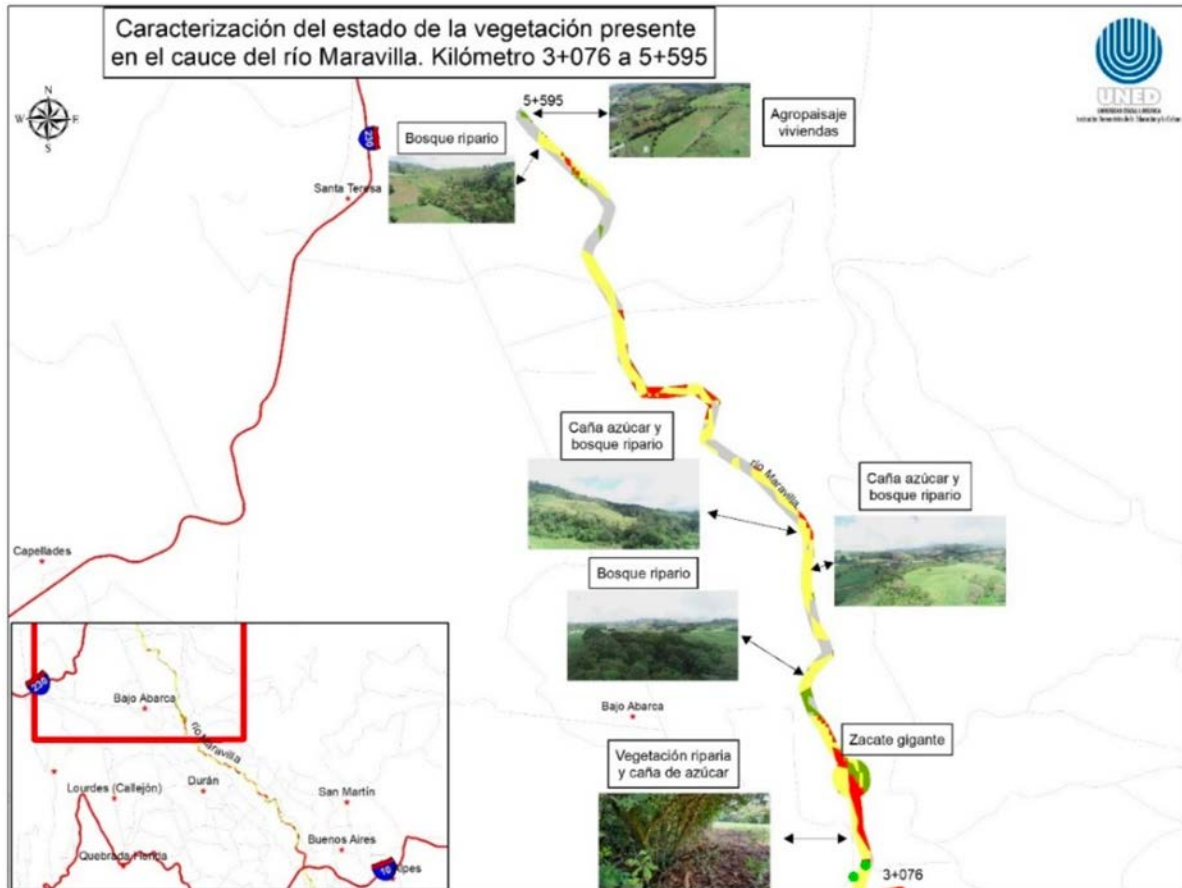 Caracterización del estado de la vegetación presente
en el cauce del río Maravilla. Kilómetro 3+076 a 5+595
UNED
N
W
E
S
230
5+595
Agropaisaje
viviendas
Bosque ripario
Santa Teresa
Caña azúcar y
bosque ripario
río Maravilla
Caña azúcar y
bosque ripario
Capellades
Bosque ripario
230
Bajo Abarca
Bajo Abarca
río Maravilla
Zacate gigante
Vegetación riparia
y caña de azúcar
Lourdes (Callejón)
Durán
San Martín
Buenos Aires
Quebrada
10
3+076